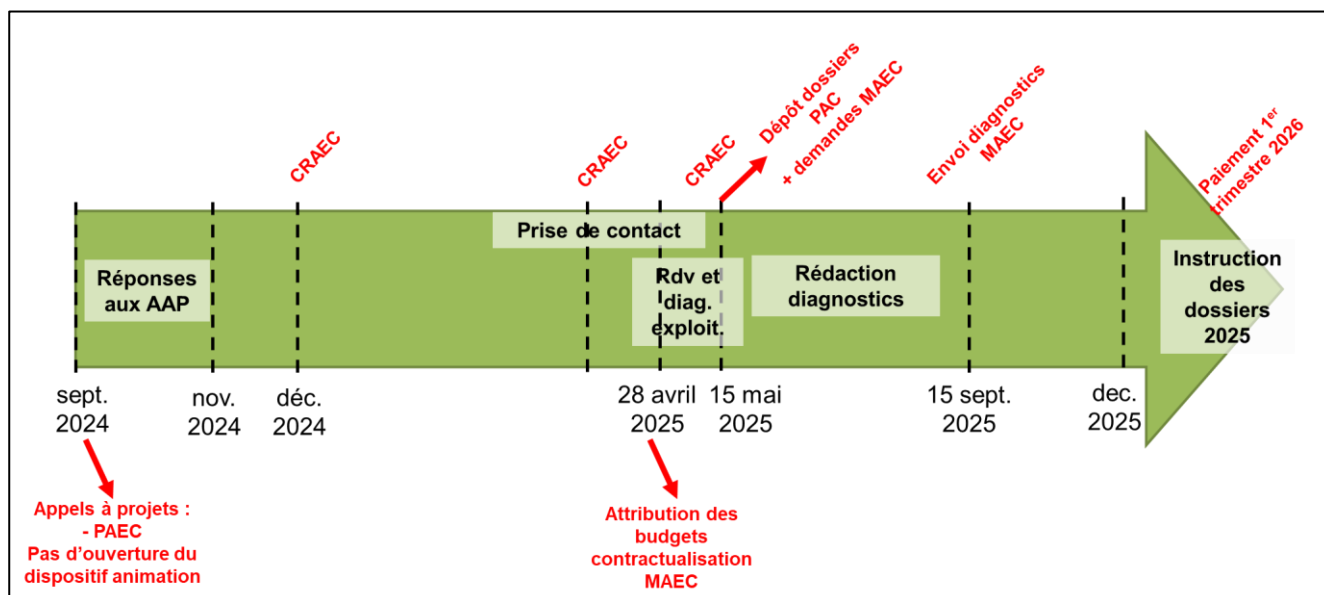 CRAEC
CRAEC
CRAEC
Dépôt dossiers
PAC
+ demandes MAEC
Envoi diagnostics
MAEC
Paiement 1er
trimestre 2026
Prise de contact
Réponses
aux AAP
Rdv et
diag.
exploit.
Rédaction
diagnostics
Instruction
des
dossiers
2025
sept.
2024
nov.
2024
déc.
2024
28 avril
2025
15 mai
2025
15 sept.
2025
dec.
2025
Appels à projets :
- PAEC
Pas d'ouverture du
dispositif animation
Attribution des
budgets
contractualisation
MAEC